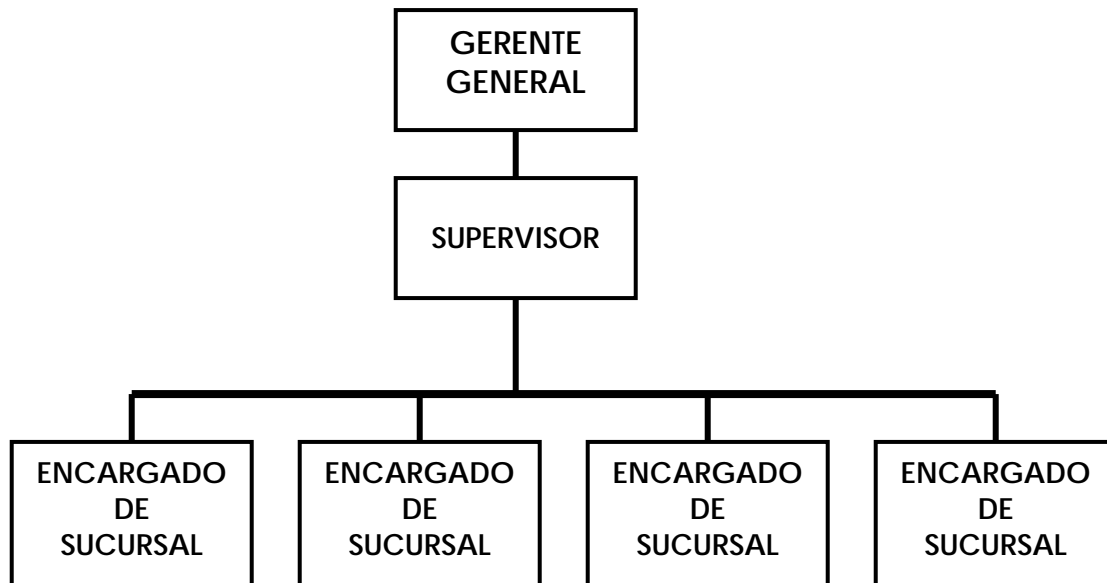 GERENTE
GENERAL
SUPERVISOR
ENCARGADO
DE
SUCURSAL
ENCARGADO
DE
SUCURSAL
ENCARGADO
DE
SUCURSAL
ENCARGADO
DE
SUCURSAL